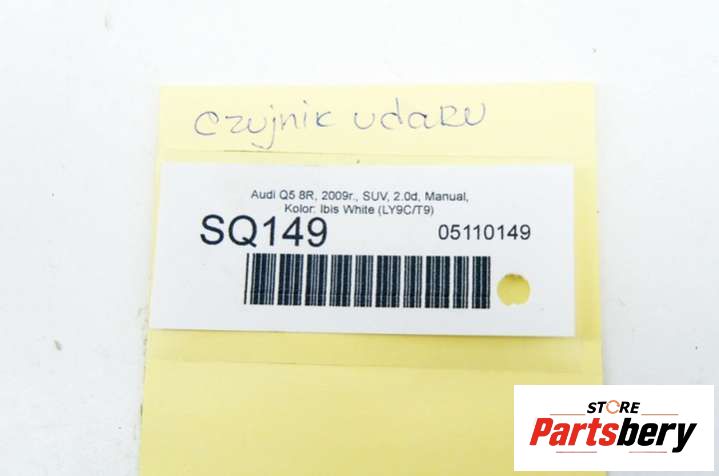 czujnik udaru
Audi Q5 8R, 2009r., SUV, 2.0d, Manual,
Kolor: Ibis White (LY9C/T9)
SQ149 05110149
STORE
Partsbery